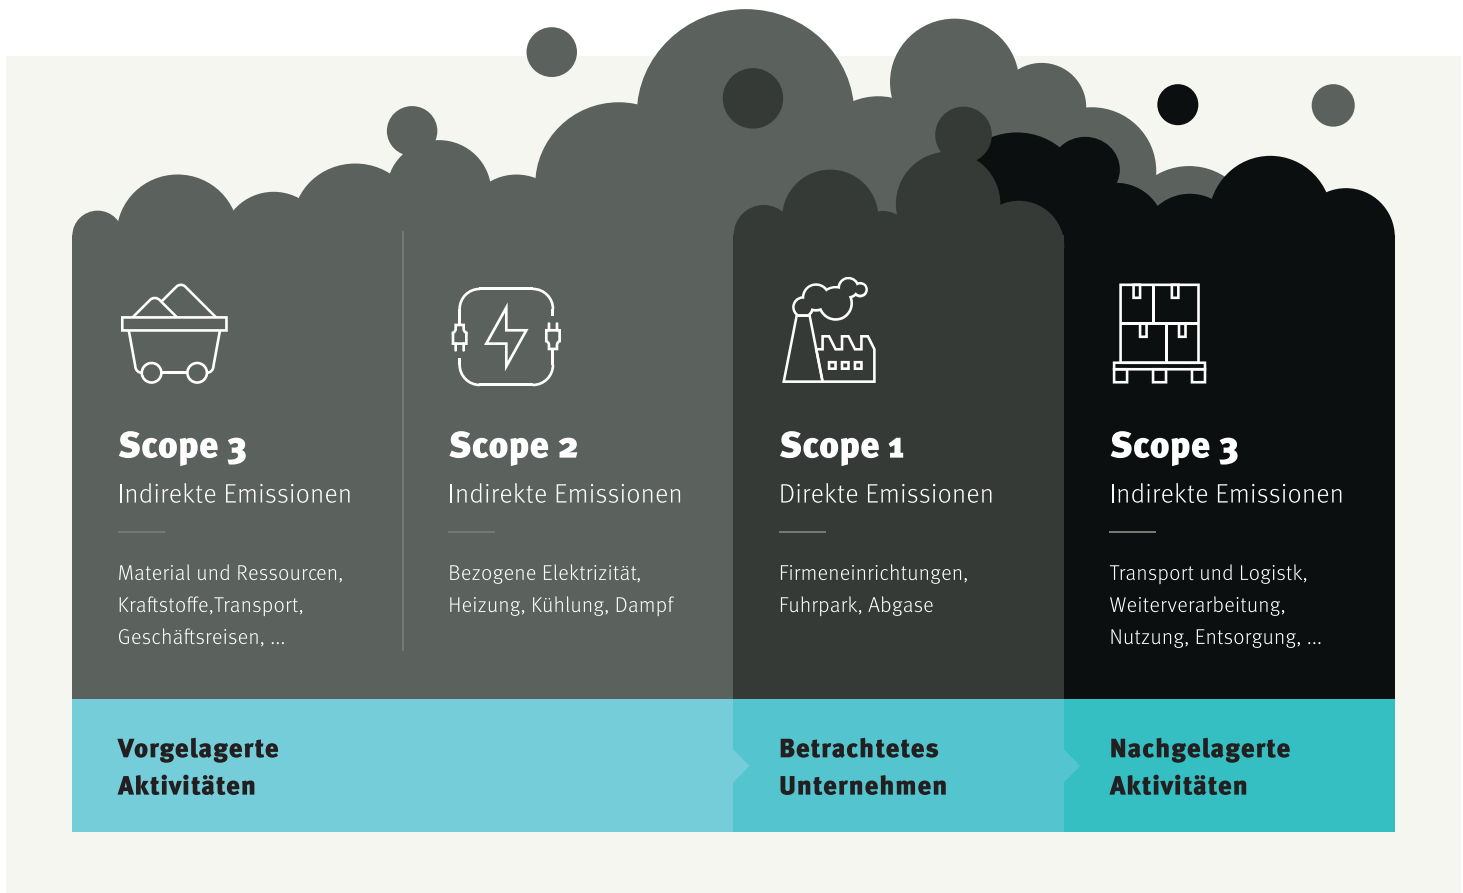 Scope 3
Indirekte Emissionen
Material und Ressourcen,
Kraftstoffe,Transport,
Geschäftsreisen, ...
Scope 2
Indirekte Emissionen
Bezogene Elektrizität,
Heizung, Kühlung, Dampf
Scope 1
Direkte Emissionen
Firmeneinrichtungen,
Fuhrpark, Abgase
Scope 3
Indirekte Emissionen
Transport und Logistk,
Weiterverarbeitung,
Nutzung, Entsorgung, ...
Vorgelagerte
Aktivitäten
Betrachtetes
Unternehmen
Nachgelagerte
Aktivitäten